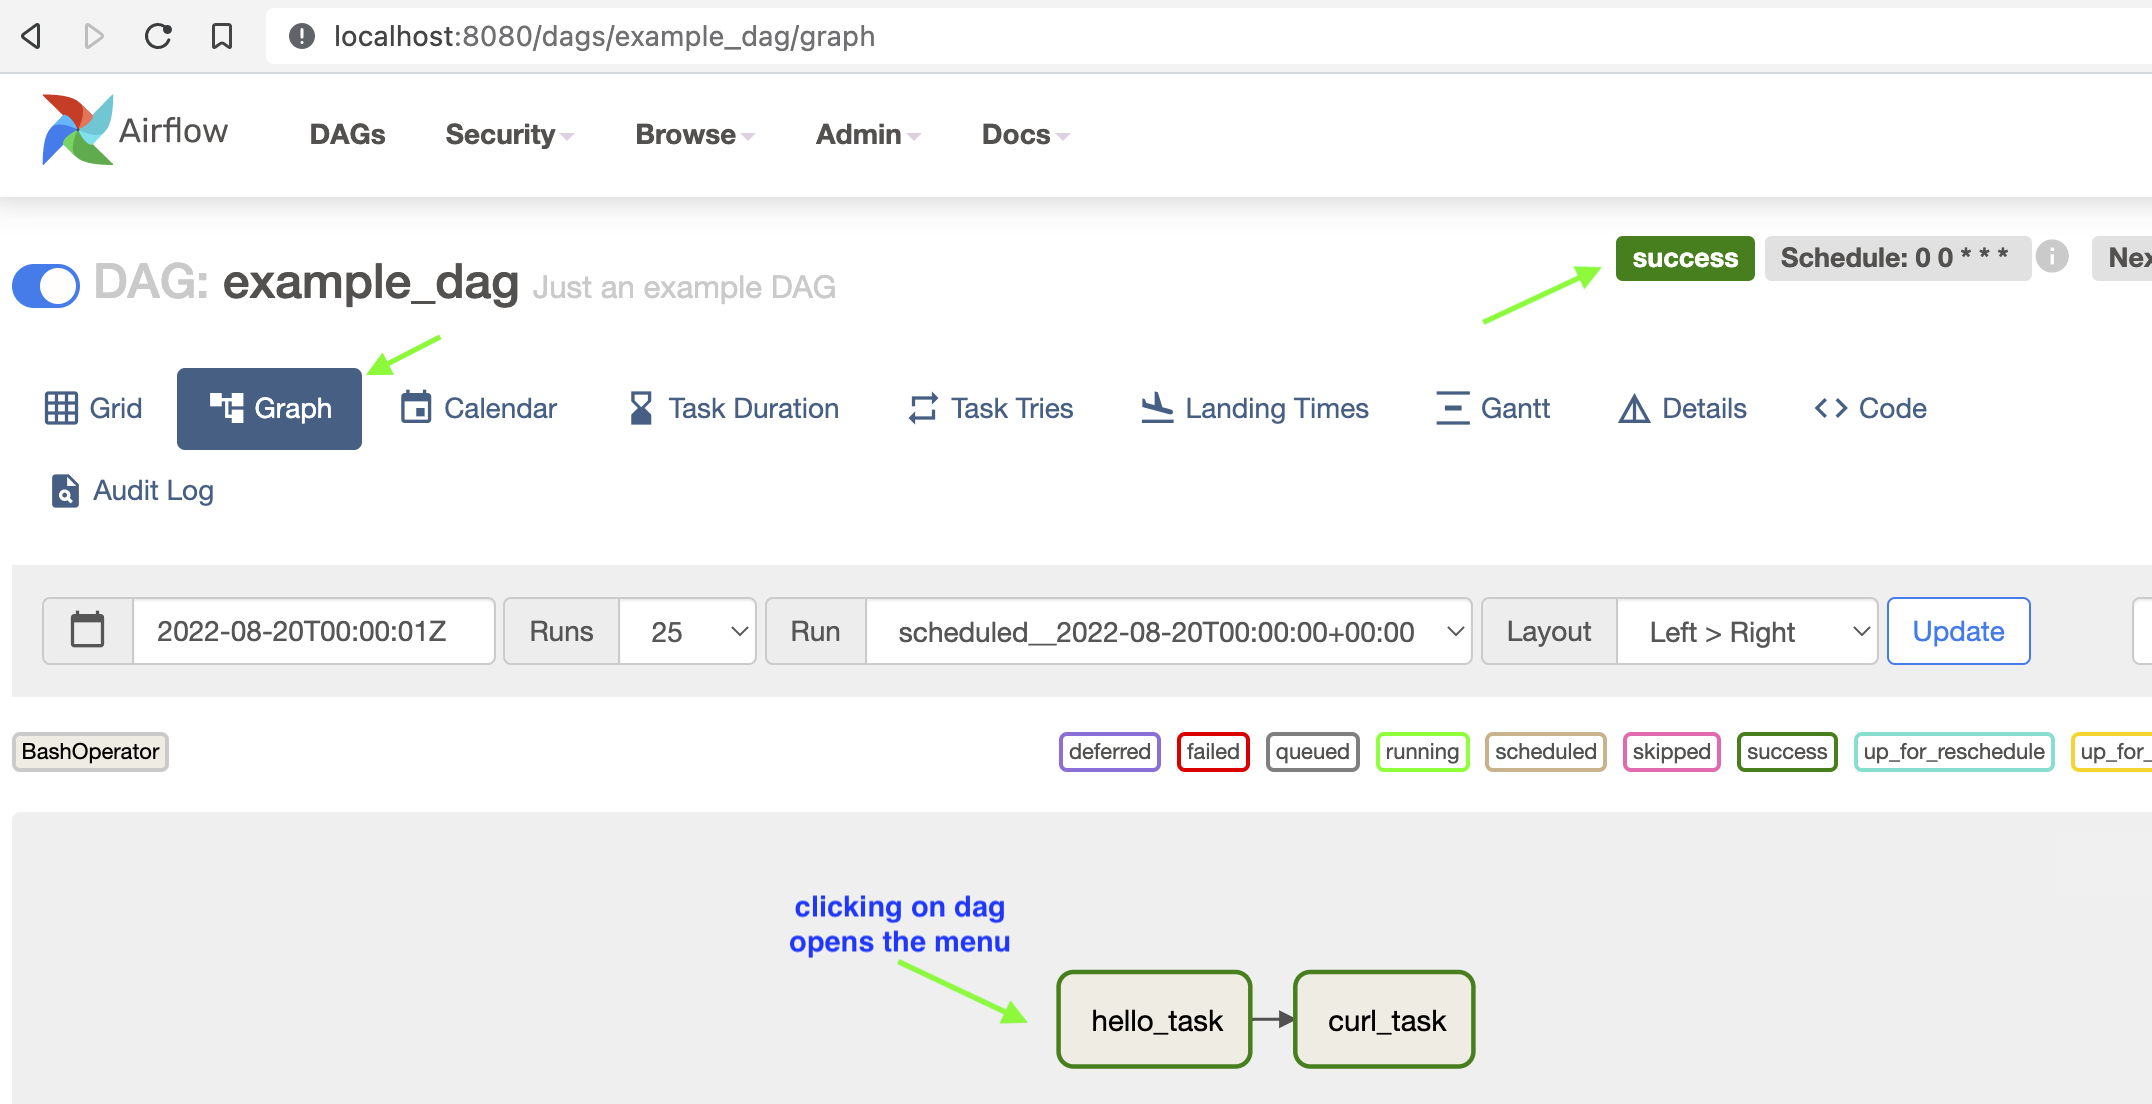 localhost:8080/dags/example_dag/graph
Airflow DAGs Security Browse Admin Docs
success Schedule: 0 0 * * * i Nex
DAG: example_dag Just an example DAG
Grid Graph Calendar Task Duration Task Tries Landing Times Gantt Details Code
Audit Log
2022-08-20T00:00:01Z Runs 25 Run scheduled__2022-08-20T00:00:00+00:00 Layout Left > Right Update
BashOperator deferred failed queued running scheduled skipped success up_for_reschedule up_for_
clicking on dag
opens the menu
hello_task curl_task